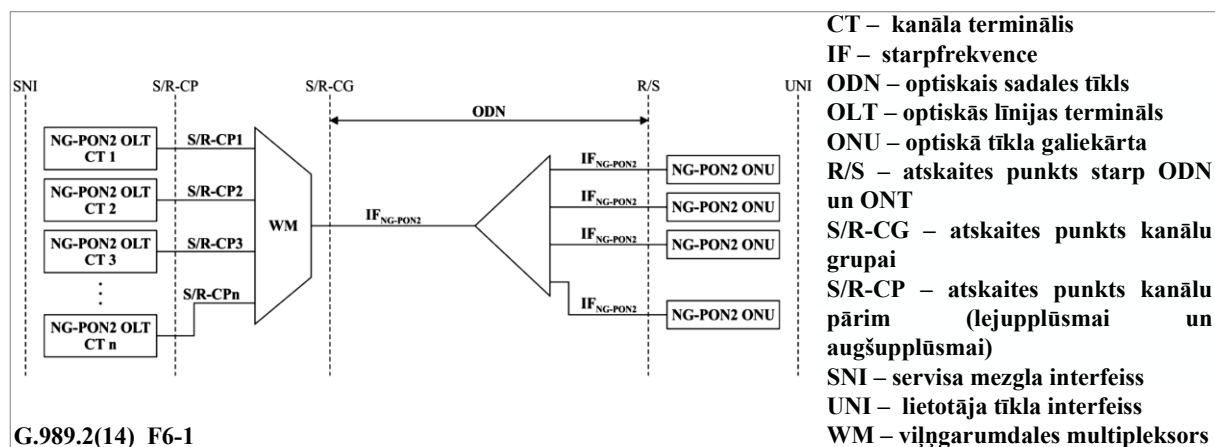 SNI
S/R-CP
S/R-CG
R/S
UNI
ODN
NG-PON2 OLT
CT 1
S/R-CP1
NG-PON2 OLT
CT 2
S/R-CP2
NG-PON2 OLT
CT 3
S/R-CP3
NG-PON2 OLT
CT n
S/R-CPn
WM
IFNG-PON2
IFNG-PON2
NG-PON2 ONU
IFNG-PON2
NG-PON2 ONU
IFNG-PON2
NG-PON2 ONU
IFNG-PON2
NG-PON2 ONU
G.989.2(14) F6-1
CT – kanāla terminālis
IF – starpfrekvence
ODN – optiskais sadales tīkls
OLT – optiskās līnijas termināls
ONU – optiskā tīkla galiekārta
R/S – atskaites punkts starp ODN
un ONT
S/R-CG – atskaites punkts kanālu
grupai
S/R-CP – atskaites punkts kanālu
pārim (lejupplūsmai un
augšupplūsmai)
SNI – servisa mezgla interfeiss
UNI – lietotāja tīkla interfeiss
WM – viļņgarumdales multipleksors